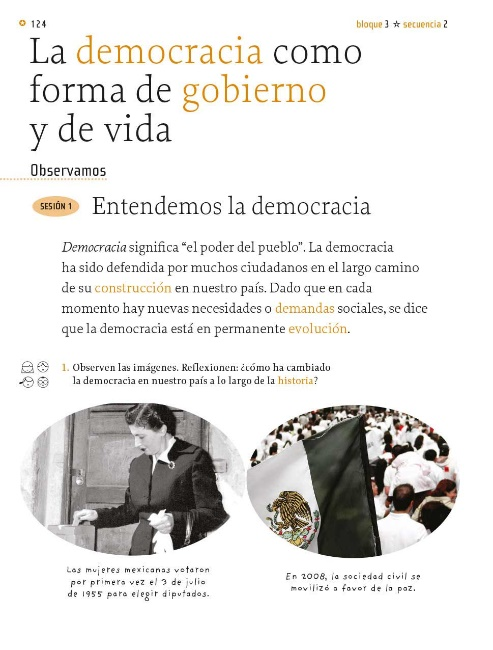 124
bloque 3 ☆ secuencia 2
La democracia como
forma de gobierno
y de vida
Observamos
SESIÓN 1
Entendemos la democracia
Democracia significa “el poder del pueblo”. La democracia
ha sido defendida por muchos ciudadanos en el largo camino
de su construcción en nuestro país. Dado que en cada
momento hay nuevas necesidades o demandas sociales, se dice
que la democracia está en permanente evolución.
1. Observen las imágenes. Reflexionen: ¿cómo ha cambiado
la democracia en nuestro país a lo largo de la historia?
Las mujeres mexicanas votaron
por primera vez el 3 de julio
de 1955 para elegir diputados.
En 2008, la sociedad civil se
movilizó a favor de la paz.